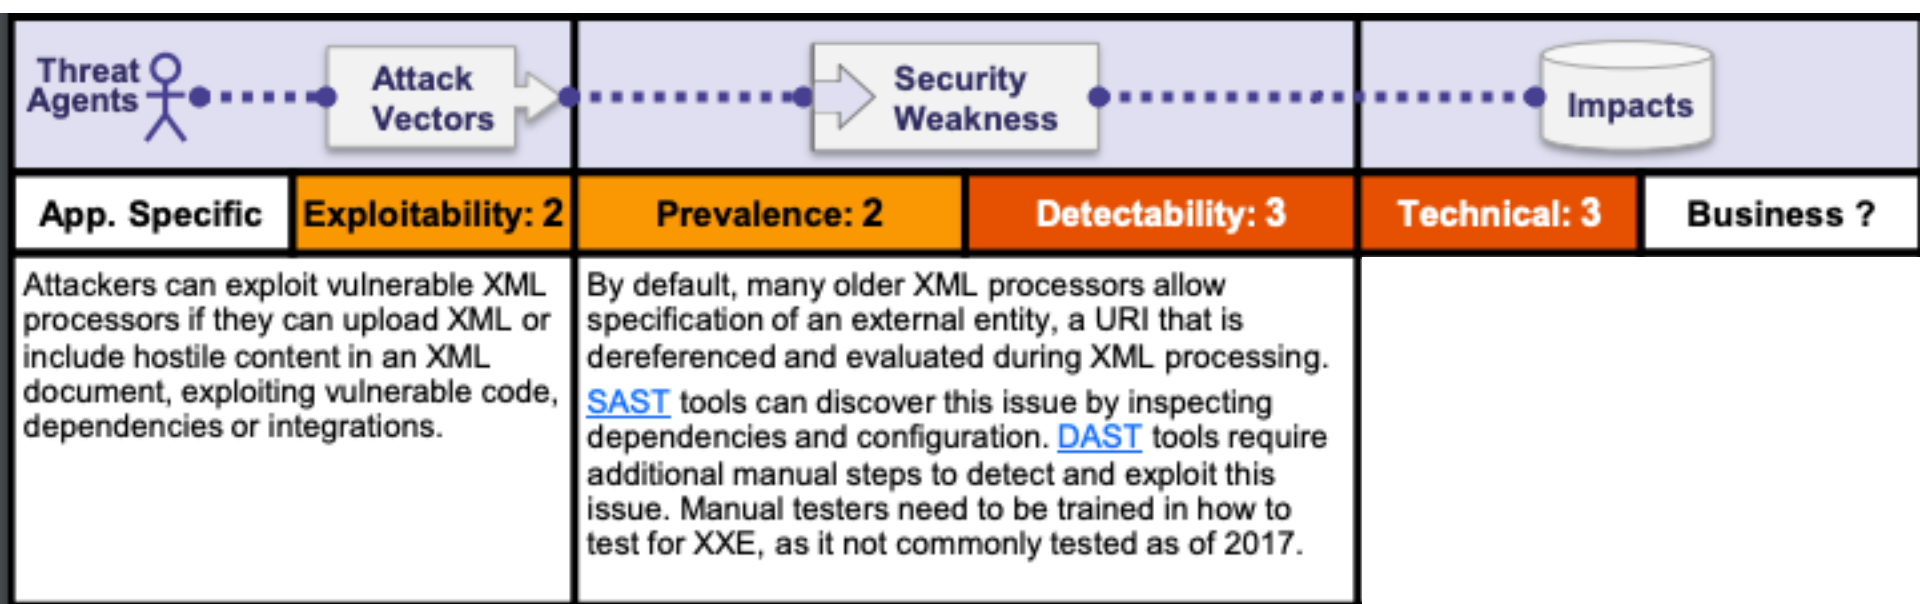 Threat
Agents
Attack
Vectors
Security
Weakness
Impacts
App. Specific
Exploitability: 2
Prevalence: 2
Detectability: 3
Technical: 3
Business ?
Attackers can exploit vulnerable XML
processors if they can upload XML or
include hostile content in an XML
document, exploiting vulnerable code,
dependencies or integrations.
By default, many older XML processors allow
specification of an external entity, a URI that is
dereferenced and evaluated during XML processing.
SAST tools can discover this issue by inspecting
dependencies and configuration. DAST tools require
additional manual steps to detect and exploit this
issue. Manual testers need to be trained in how to
test for XXE, as it not commonly tested as of 2017.